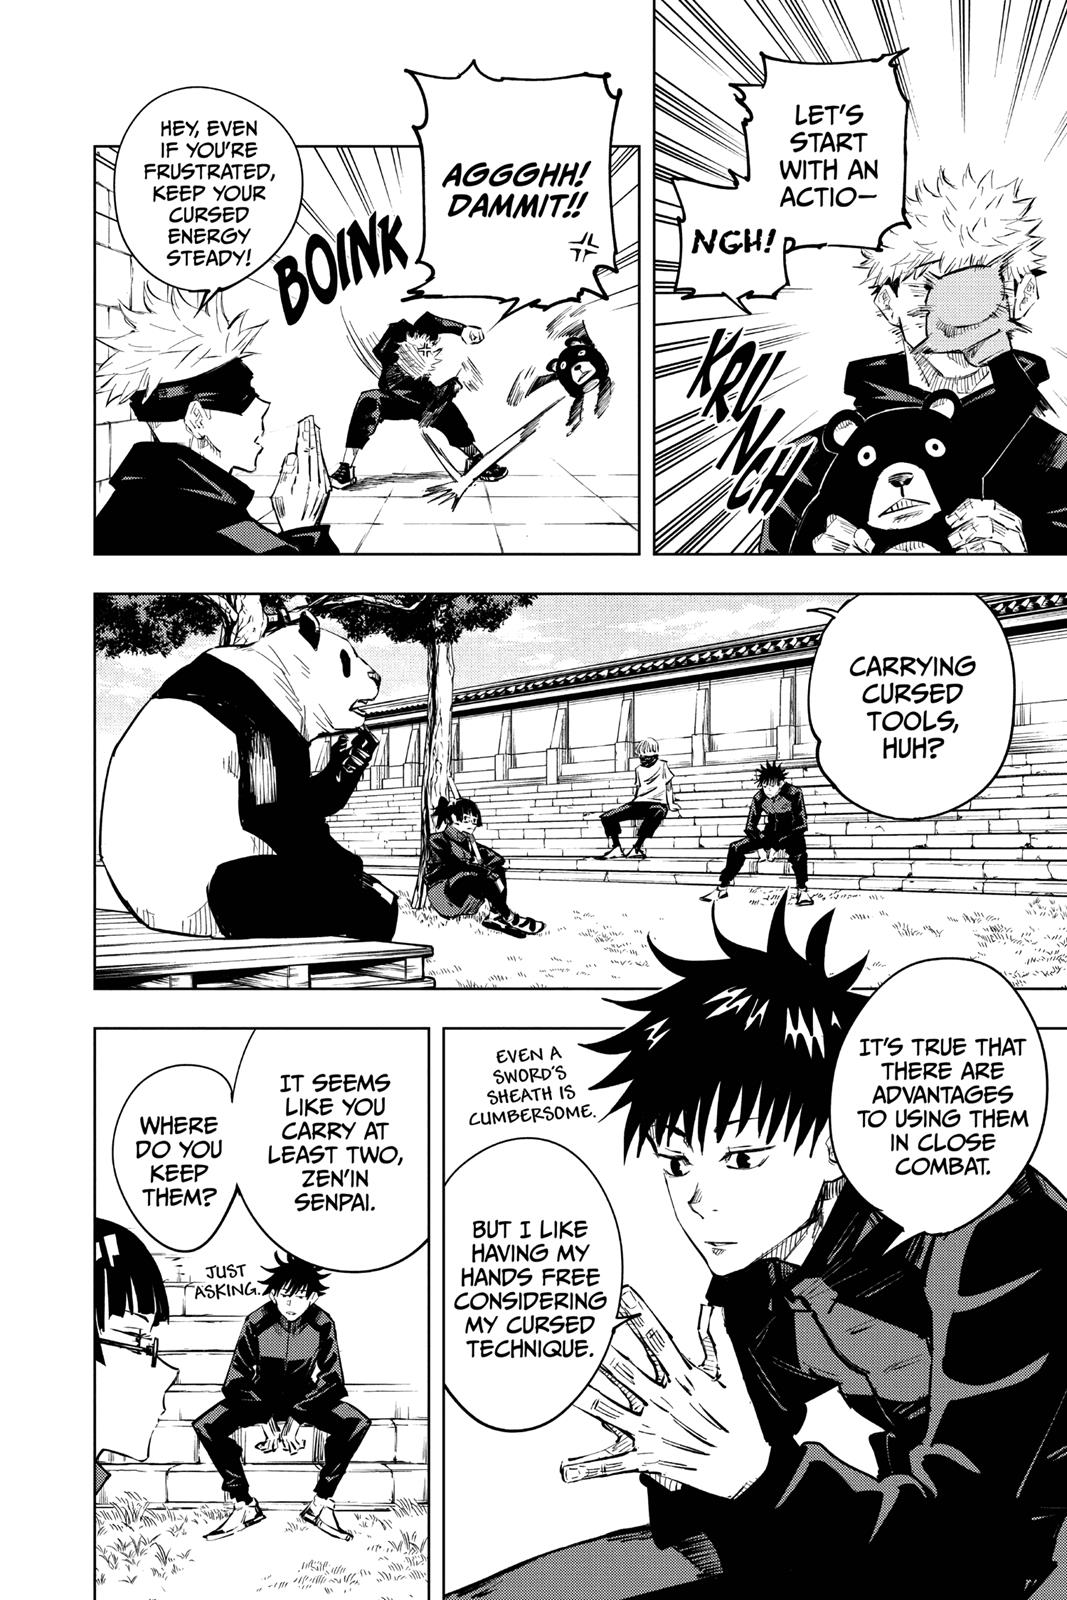 LET'S
START
WITH AN
ACTIO—
NGH!
KRUNCH
AGGGHH!
DAMMIT!!
BOINK
HEY, EVEN
IF YOU'RE
FRUSTRATED,
KEEP YOUR
CURSED
ENERGY
STEADY!
CARRYING
CURSED
TOOLS,
HUH?
IT'S TRUE THAT
THERE ARE
ADVANTAGES
TO USING THEM
IN CLOSE
COMBAT.
EVEN A
SWORD'S
SHEATH IS
CUMBERSOME.
BUT I LIKE
HAVING MY
HANDS FREE
CONSIDERING
MY CURSED
TECHNIQUE.
IT SEEMS
LIKE YOU
CARRY AT
LEAST TWO,
ZEN'IN
SENPAI.
WHERE
DO YOU
KEEP
THEM?
JUST
ASKING.